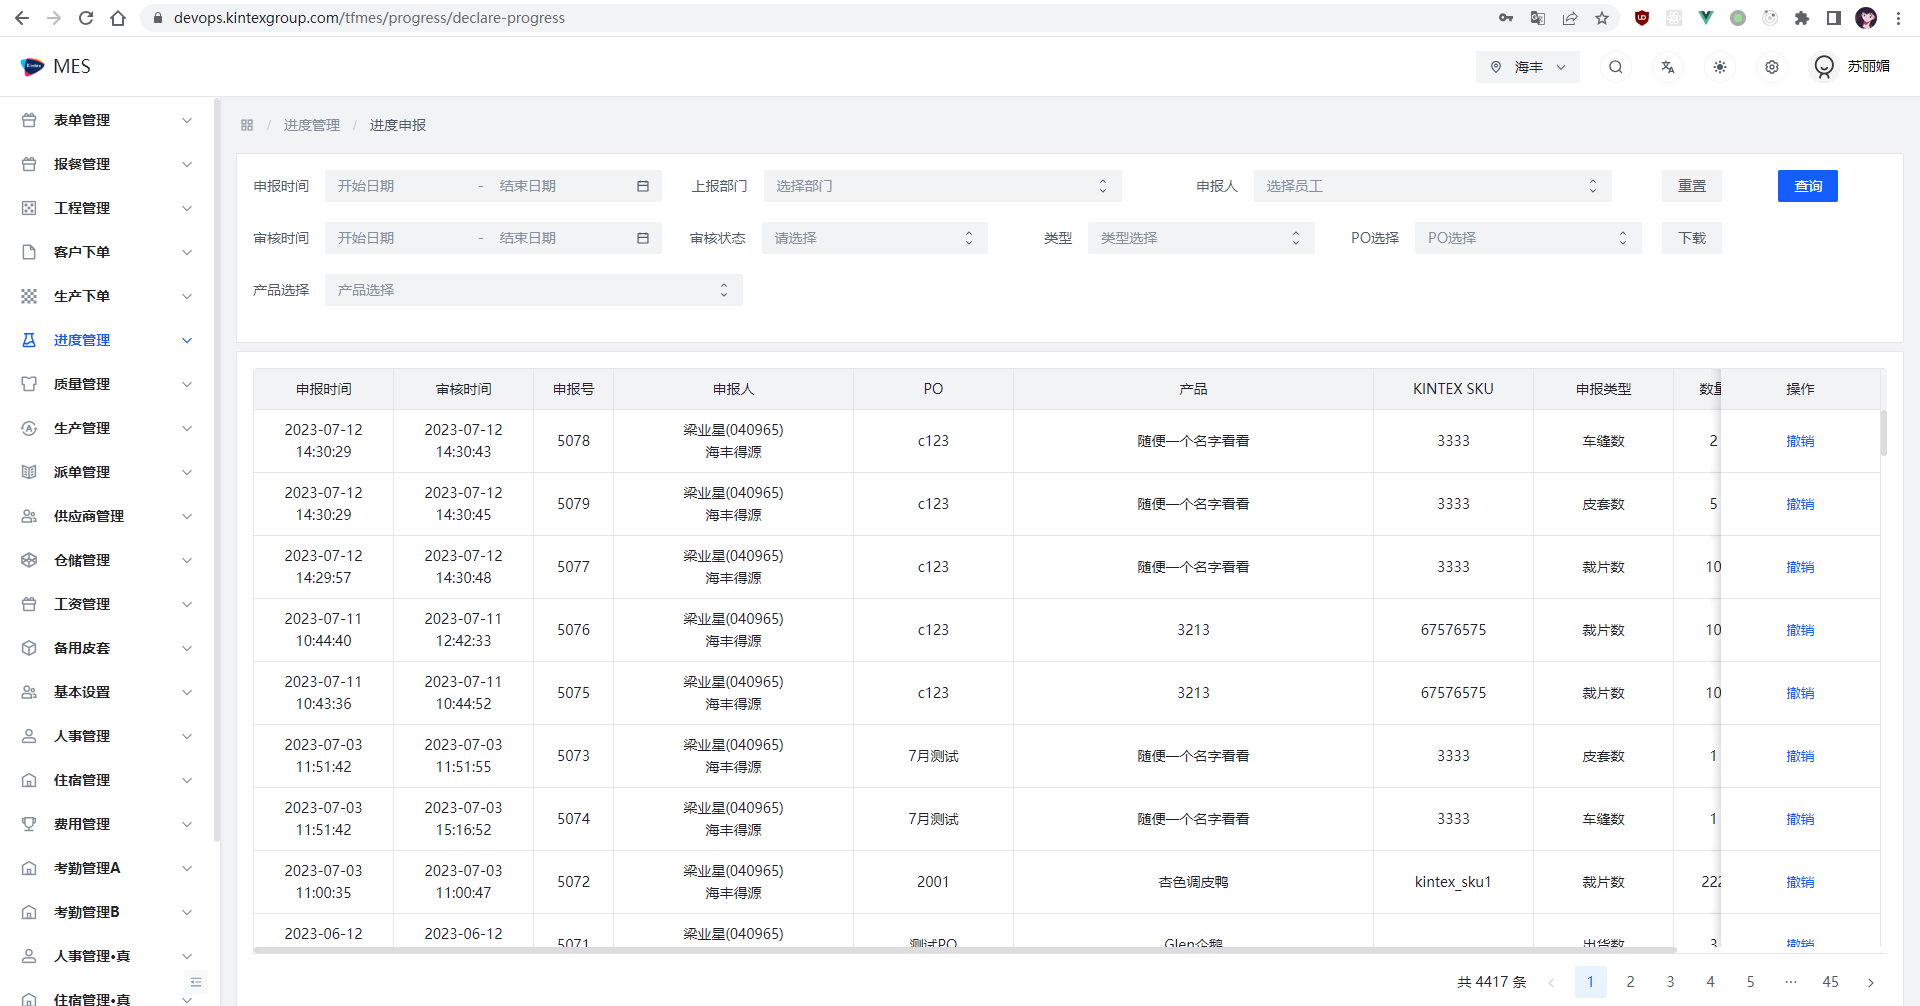 devops.kintexgroup.com/tfmes/progress/declare-progress
MES
海丰
苏丽媚
表单管理
报餐管理
工程管理
客户下单
生产下单
进度管理
质量管理
生产管理
派单管理
供应商管理
仓储管理
工资管理
备用皮套
基本设置
人事管理
住宿管理
费用管理
考勤管理A
考勤管理B
人事管理•真
住宿管理•真
/ 进度管理 / 进度申报
申报时间 开始日期 - 结束日期 上报部门 选择部门 申报人 选择员工 重置 查询
审核时间 开始日期 - 结束日期 审核状态 请选择 类型 类型选择 PO选择 PO选择 下载
产品选择 产品选择
申报时间 审核时间 申报号 申报人 PO 产品 KINTEX SKU 申报类型 数量 操作
2023-07-12 14:30:29 2023-07-12 14:30:43 5078 梁业星(040965) 海丰得源 c123 随便一个名字看看 3333 车缝数 2 撤销
2023-07-12 14:30:29 2023-07-12 14:30:45 5079 梁业星(040965) 海丰得源 c123 随便一个名字看看 3333 皮套数 5 撤销
2023-07-12 14:29:57 2023-07-12 14:30:48 5077 梁业星(040965) 海丰得源 c123 随便一个名字看看 3333 裁片数 10 撤销
2023-07-11 10:44:40 2023-07-11 12:42:33 5076 梁业星(040965) 海丰得源 c123 3213 67576575 裁片数 10 撤销
2023-07-11 10:43:36 2023-07-11 10:44:52 5075 梁业星(040965) 海丰得源 c123 3213 67576575 裁片数 10 撤销
2023-07-03 11:51:42 2023-07-03 11:51:55 5073 梁业星(040965) 海丰得源 7月测试 随便一个名字看看 3333 皮套数 1 撤销
2023-07-03 11:51:42 2023-07-03 15:16:52 5074 梁业星(040965) 海丰得源 7月测试 随便一个名字看看 3333 车缝数 1 撤销
2023-07-03 11:00:35 2023-07-03 11:00:47 5072 梁业星(040965) 海丰得源 2001 杏色调皮鸭 kintex_sku1 裁片数 222 撤销
2023-06-12 2023-06-12 5071 梁业星(040965) 测试PO Glen企鹅 出货数 3 撤销
共 4417 条 1 2 3 4 5 ··· 45